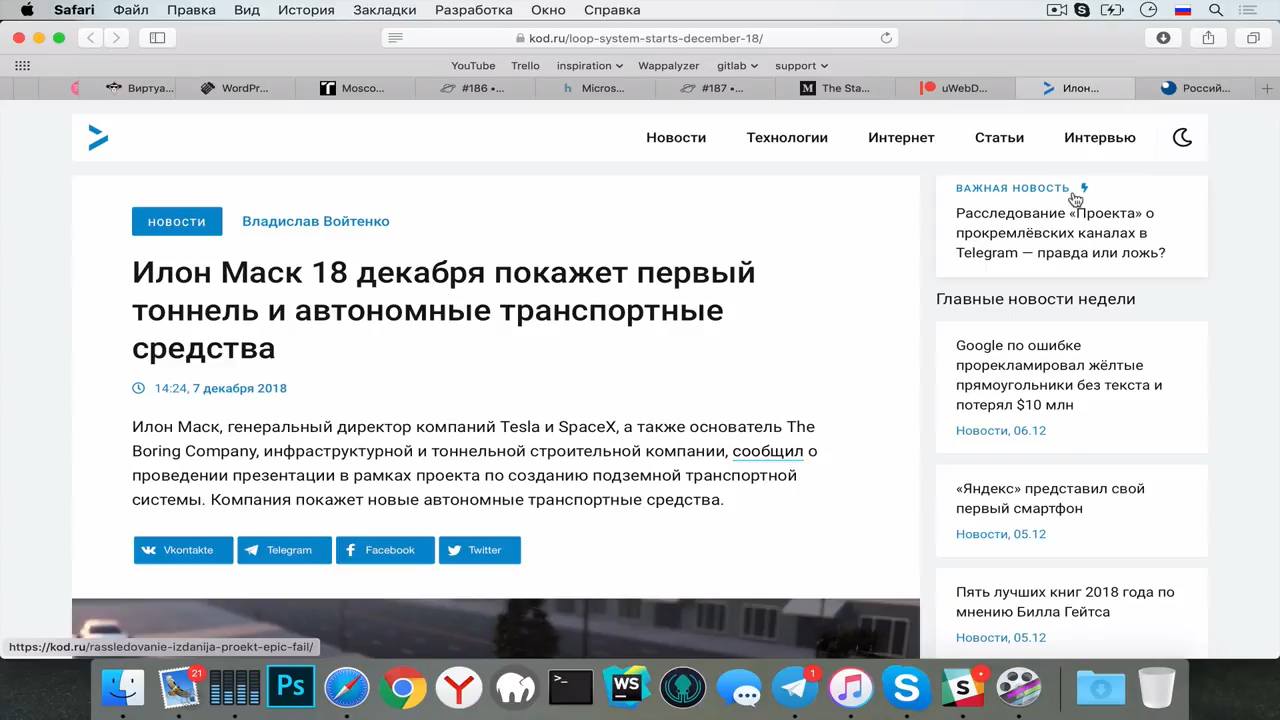 Safari Файл Правка Вид История Закладки Разработка Окно Справка
kod.ru/loop-system-starts-december-18/
YouTube Trello inspiration Wappalyzer gitlab support
Виртуа... WordPr... Mosco... #186 •... Micros... #187 •... The Sta... uWebD... Илон... Россий...
Новости Технологии Интернет Статьи Интервью
НОВОСТИ Владислав Войтенко
Илон Маск 18 декабря покажет первый
тоннель и автономные транспортные
средства
14:24, 7 декабря 2018
Илон Маск, генеральный директор компаний Tesla и SpaceX, а также основатель The
Boring Company, инфраструктурной и тоннельной строительной компании, сообщил о
проведении презентации в рамках проекта по созданию подземной транспортной
системы. Компания покажет новые автономные транспортные средства.
Vkontakte Telegram Facebook Twitter
ВАЖНАЯ НОВОСТЬ
Расследование «Проекта» о
прокремлёвских каналах в
Telegram — правда или ложь?
Главные новости недели
Google по ошибке
прорекламировал жёлтые
прямоугольники без текста и
потерял $10 млн
Новости, 06.12
«Яндекс» представил свой
первый смартфон
Новости, 05.12
Пять лучших книг 2018 года по
мнению Билла Гейтса
Новости, 05.12
https://kod.ru/rassledovanie-izdanija-proekt-epic-fail/
21
Ps
WS
1